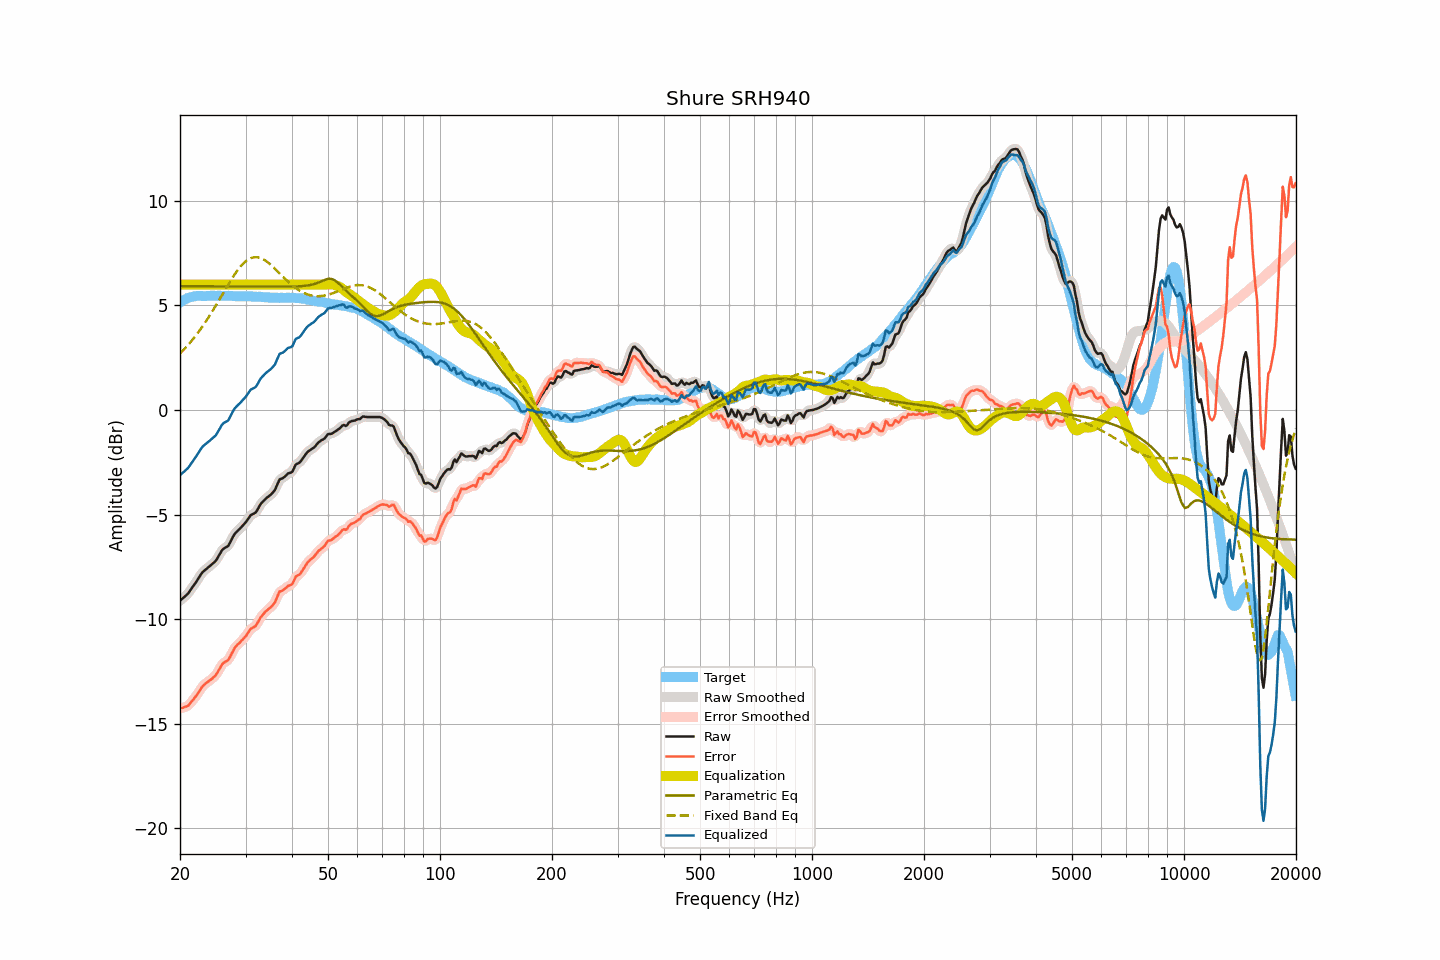 Shure SRH940
Amplitude (dBr)
10
5
0
−5
−10
−15
−20
Target
Raw Smoothed
Error Smoothed
Raw
Error
Equalization
Parametric Eq
Fixed Band Eq
Equalized
20 50 100 200 500 1000 2000 5000 10000 20000
Frequency (Hz)